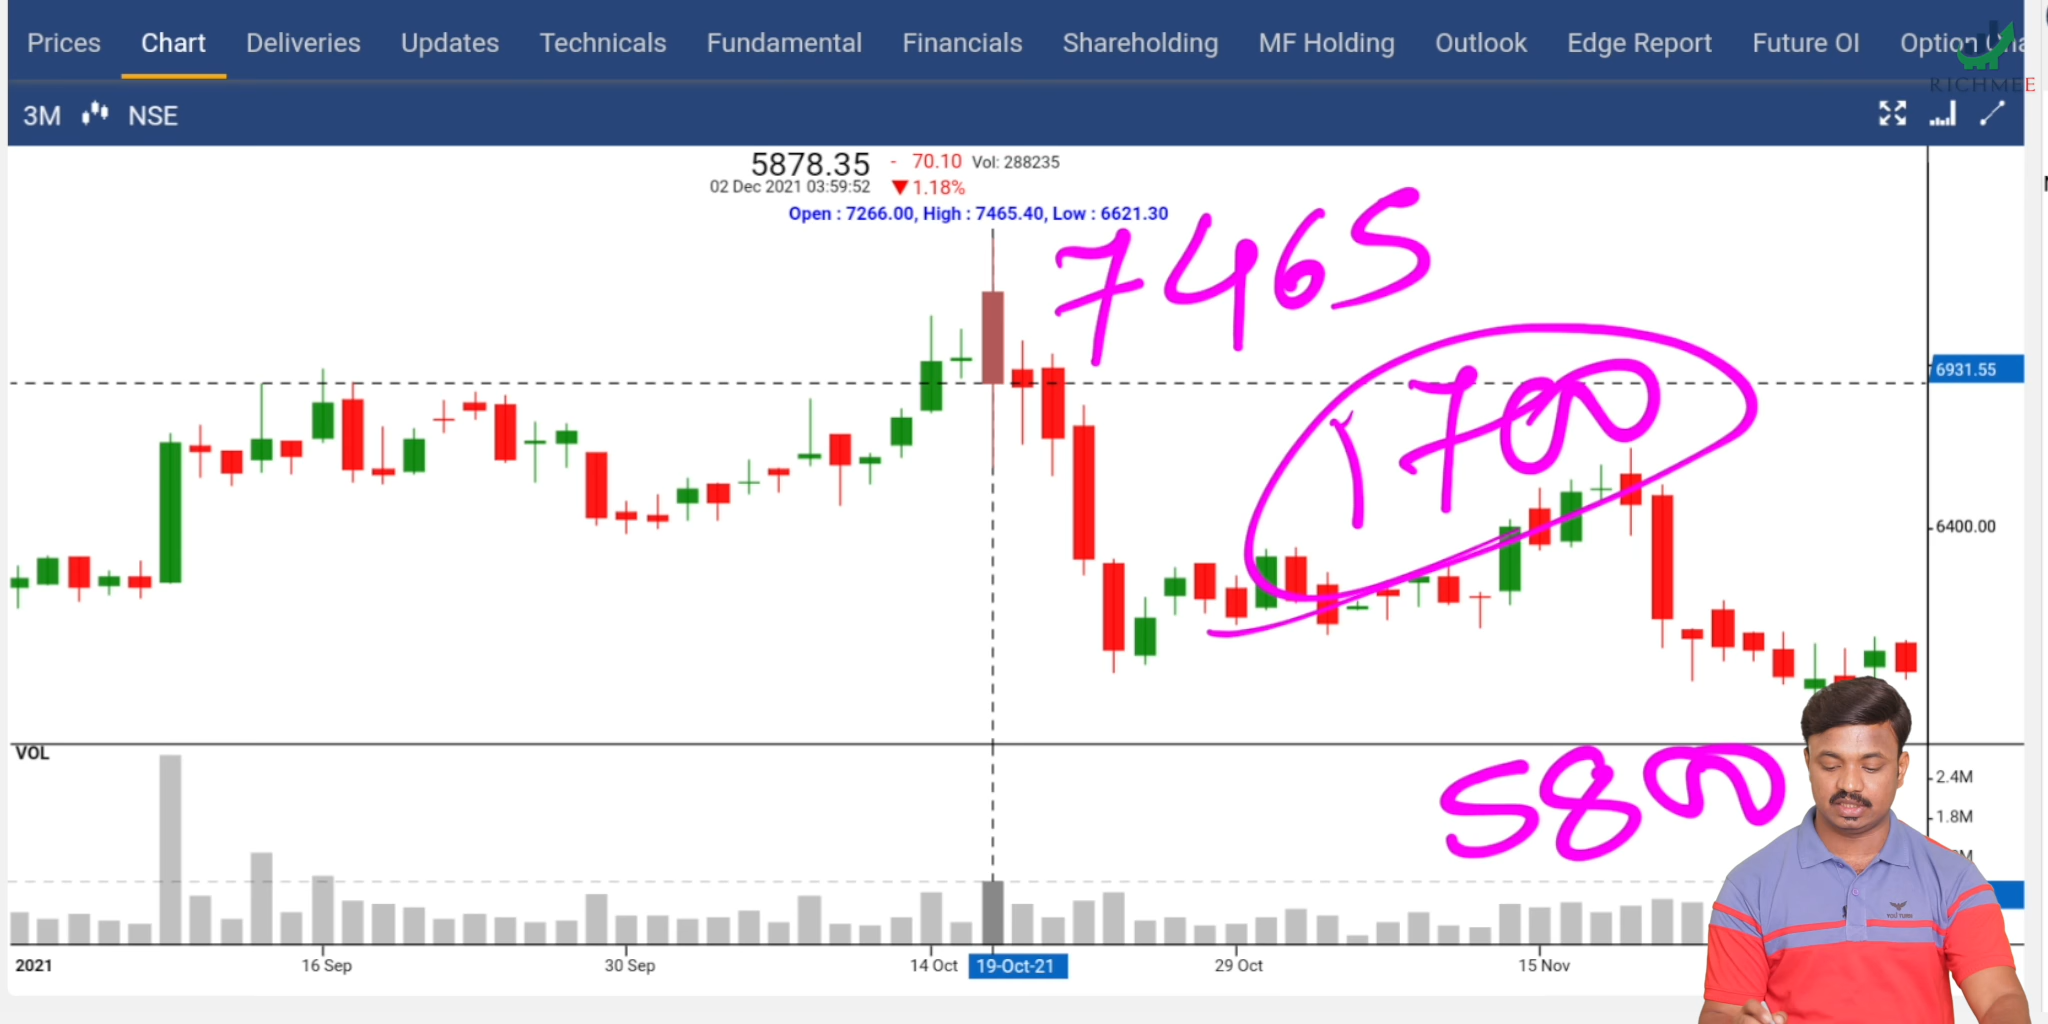 Prices Chart Deliveries Updates Technicals Fundamental Financials Shareholding MF Holding Outlook Edge Report Future OI Option
RICHMEE
3M NSE
5878.35 - 70.10 Vol: 288235
02 Dec 2021 03:59:52 ▼1.18%
Open : 7266.00, High : 7465.40, Low : 6621.30
7465
6931.55
1700
6400.00
VOL
2.4M
5800
1.8M
2021 16 Sep 30 Sep 14 Oct 19-Oct-21 29 Oct 15 Nov